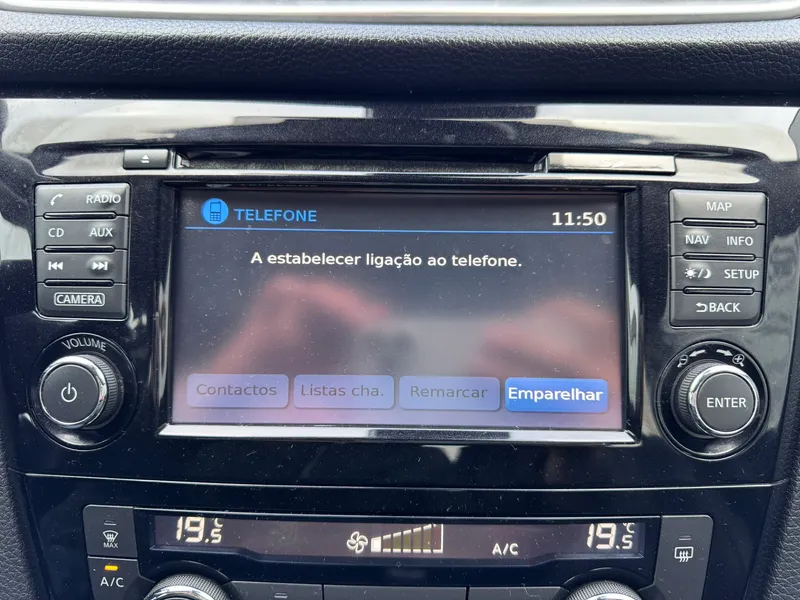 RADIO
CD AUX
CAMERA
VOLUME
TELEFONE 11:50
A estabelecer ligação ao telefone.
Contactos Listas cha. Remarcar Emparelhar
MAP
NAV INFO
SETUP
BACK
ENTER
MAX
A/C
19.5°C A/C 19.5°C